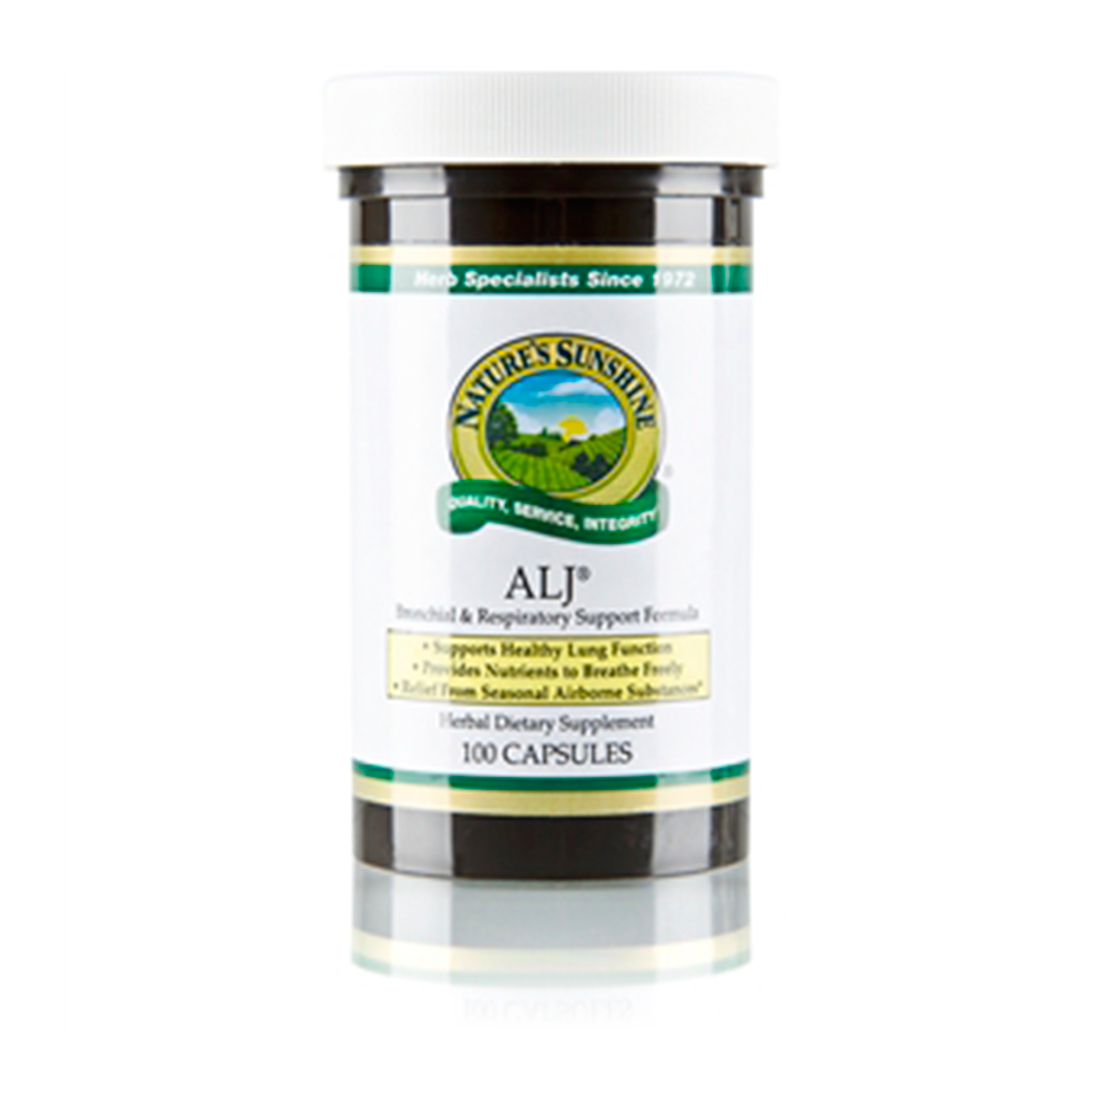 Herb Specialists Since 1972
NATURE'S SUNSHINE
®
QUALITY, SERVICE, INTEGRITY
ALJ®
Bronchial & Respiratory Support Formula
• Supports Healthy Lung Function
• Provides Nutrients to Breathe Freely
• Relief From Seasonal Airborne Substances*
Herbal Dietary Supplement
100 CAPSULES